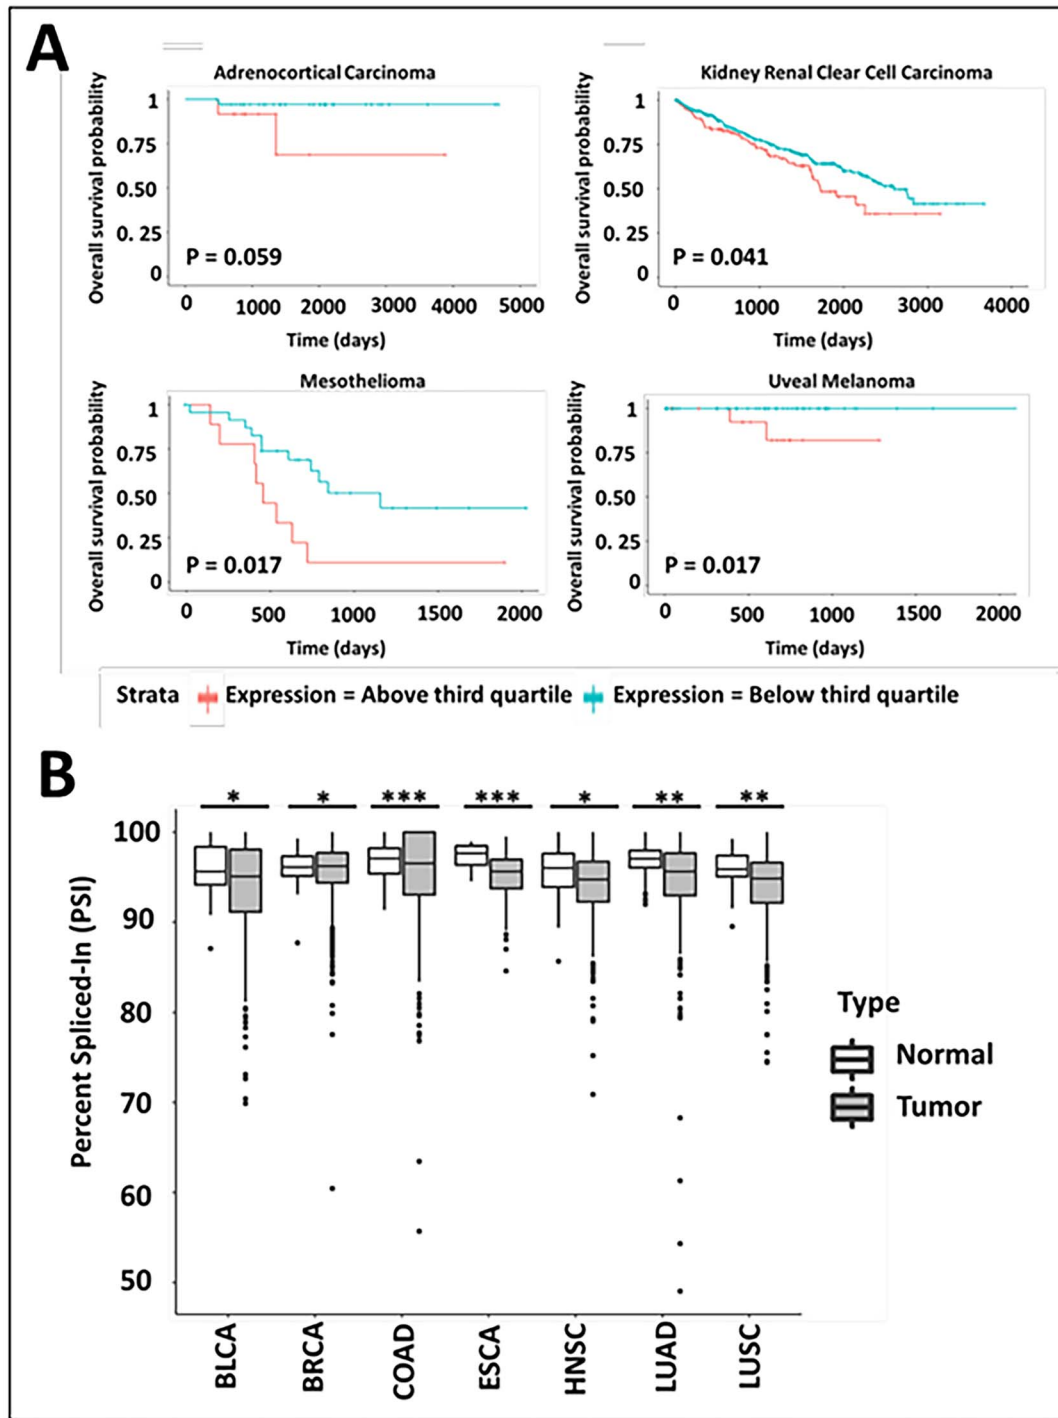 A
Adrenocortical Carcinoma
Overall survival probability
1
0.75
0.50
0. 25
0
P = 0.059
0 1000 2000 3000 4000 5000
Time (days)
Kidney Renal Clear Cell Carcinoma
Overall survival probability
1
0.75
0.50
0. 25
0
P = 0.041
0 1000 2000 3000 4000
Time (days)
Mesothelioma
Overall survival probability
1
0.75
0.50
0. 25
0
P = 0.017
0 500 1000 1500 2000
Time (days)
Uveal Melanoma
Overall survival probability
1
0.75
0.50
0. 25
0
P = 0.017
0 500 1000 1500 2000
Time (days)
Strata Expression = Above third quartile Expression = Below third quartile
B
* * *** *** * ** **
Percent Spliced-In (PSI)
100
90
80
70
60
50
BLCA BRCA COAD ESCA HNSC LUAD LUSC
Type
Normal
Tumor